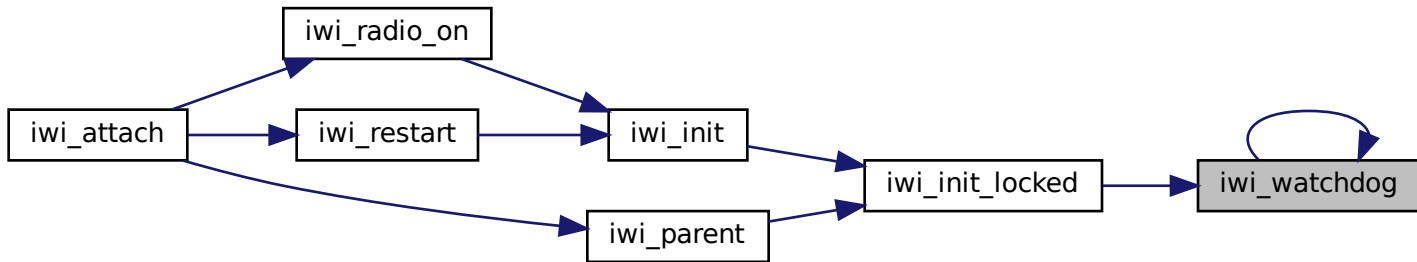 iwi_radio_on
iwi_attach
iwi_restart
iwi_init
iwi_parent
iwi_init_locked
iwi_watchdog